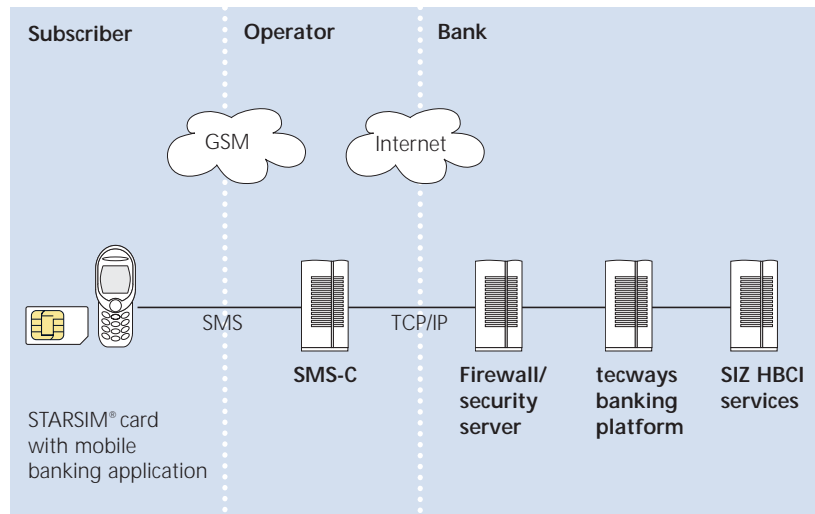 Subscriber
Operator
Bank
GSM
Internet
SMS
TCP/IP
SMS-C
Firewall/
security
server
tecways
banking
platform
SIZ HBCI
services
STARSIM® card
with mobile
banking application